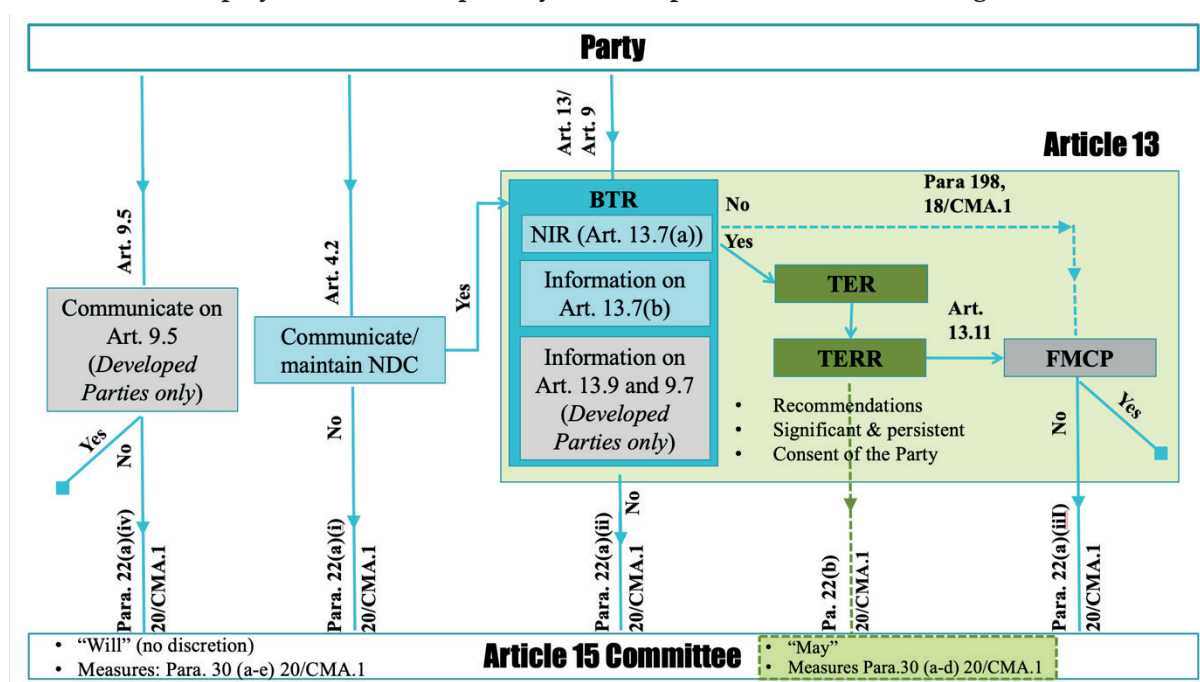 Party
Art. 9.5
Art. 4.2
Art. 13/
Art. 9
Article 13
Para 198,
18/CMA.1
BTR
NIR (Art. 13.7(a))
Information on
Art. 13.7(b)
Information on
Art. 13.9 and 9.7
(Developed
Parties only)
No
Yes
TER
TERR
Art.
13.11
FMCP
Communicate on
Art. 9.5
(Developed
Parties only)
Communicate/
maintain NDC
Yes
• Recommendations
• Significant & persistent
• Consent of the Party
Yes
No
No
No
No
Yes
Para. 22(a)(iv)
20/CMA.1
Para. 22(a)(i)
20/CMA.1
Para. 22(a)(ii)
20/CMA.1
Pa. 22(b)
20/CMA.1
Para. 22(a)(iii)
20/CMA.1
• “Will” (no discretion)
• Measures: Para. 30 (a-e) 20/CMA.1
Article 15 Committee
• “May”
• Measures Para.30 (a-d) 20/CMA.1